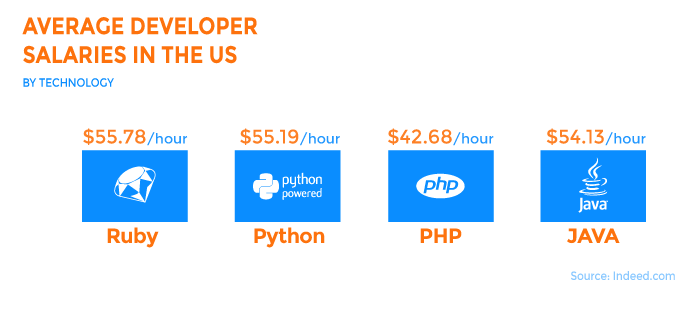 AVERAGE DEVELOPER
SALARIES IN THE US
BY TECHNOLOGY
$55.78/hour $55.19/hour $42.68/hour $54.13/hour
python
powered
php
Java
Ruby Python PHP JAVA
Source: Indeed.com